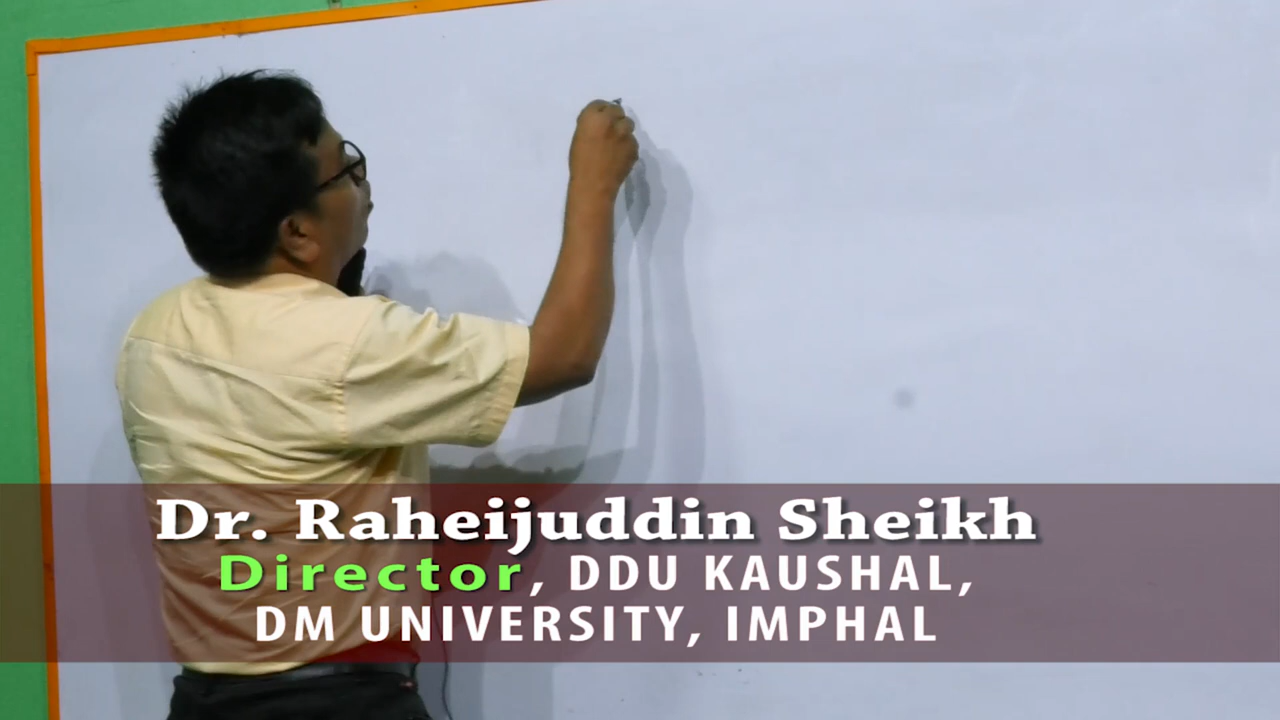 Dr. Raheijuddin Sheikh
Director, DDU KAUSHAL,
DM UNIVERSITY, IMPHAL